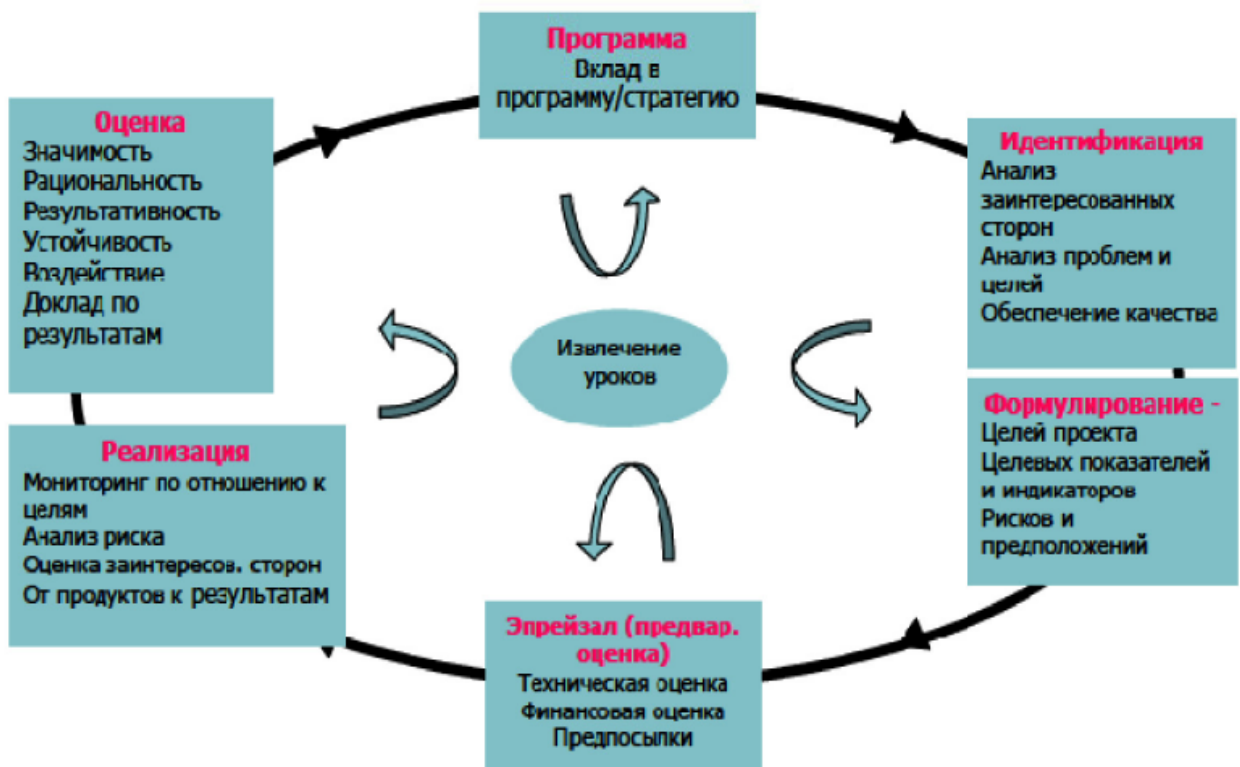 Программа
Вклад в
программу/стратегию
Оценка
Значимость
Рациональность
Результативность
Устойчивость
Воздействие
Доклад по
результатам
Идентификация
Анализ
заинтересованных
сторон
Анализ проблем и
целей
Обеспечение качества
Извлечение
уроков
Формулирование -
Целей проекта
Целевых показателей
и индикаторов
Рисков и
предположений
Реализация
Мониторинг по отношению к
целям
Анализ риска
Оценка заинтересов. сторон
От продуктов к результатам
Эпрейзал (предвар.
оценка)
Техническая оценка
Финансовая оценка
Предпосылки